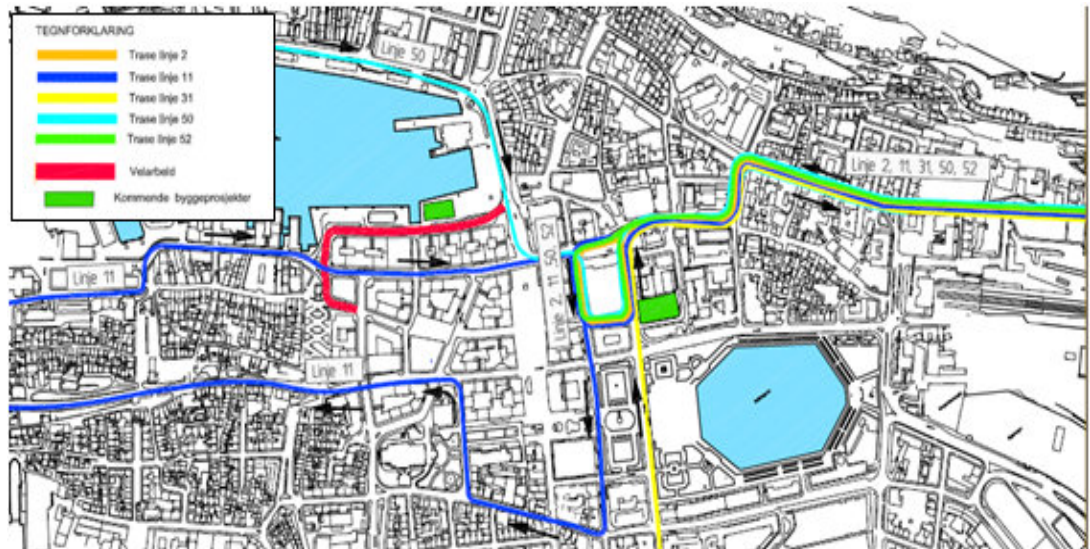 TEGNFORKLARING
Trase linje 2
Trase linje 11
Trase linje 31
Trase linje 50
Trase linje 52
Veiarbeid
Kommende byggeprosjekter
Linje 50
Linje 2, 11, 31, 50, 52
Linje 2, 11, 50, 52
Linje 11
Linje 11